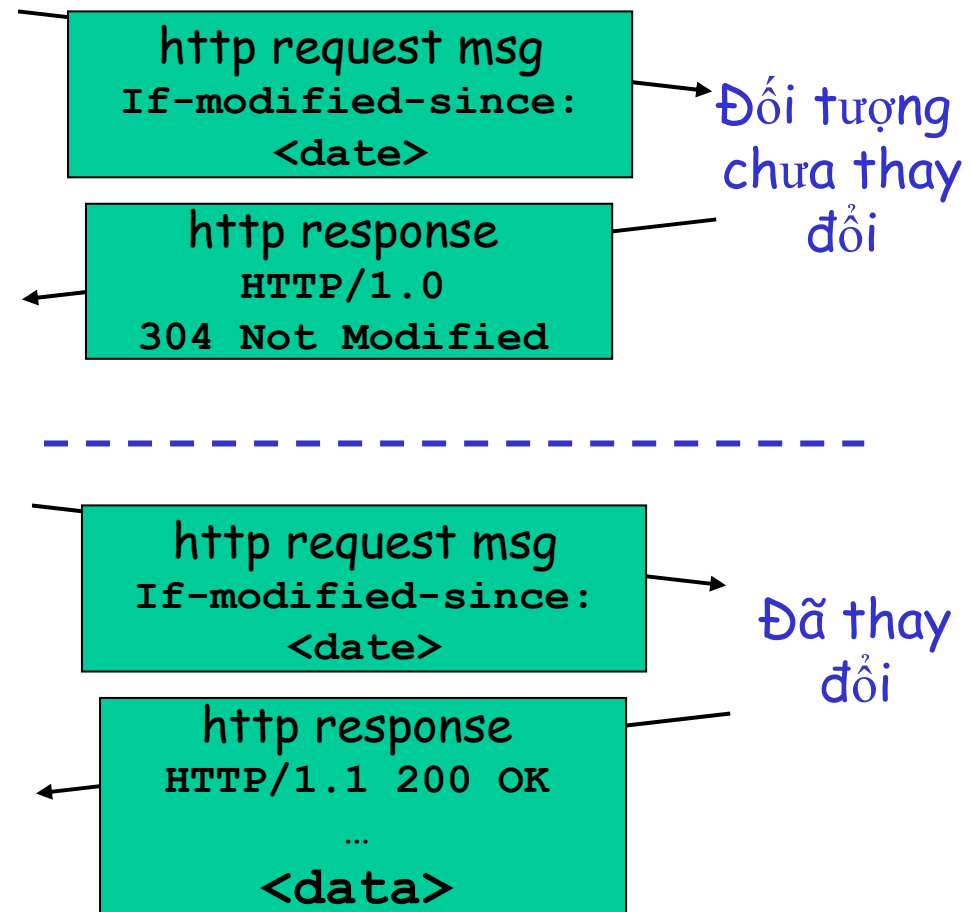 http request msg
If-modified-since:
<date>
Đối tượng
chưa thay
đổi
http response
HTTP/1.0
304 Not Modified
http request msg
If-modified-since:
<date>
Đã thay
đổi
http response
HTTP/1.1 200 OK
…
<data>